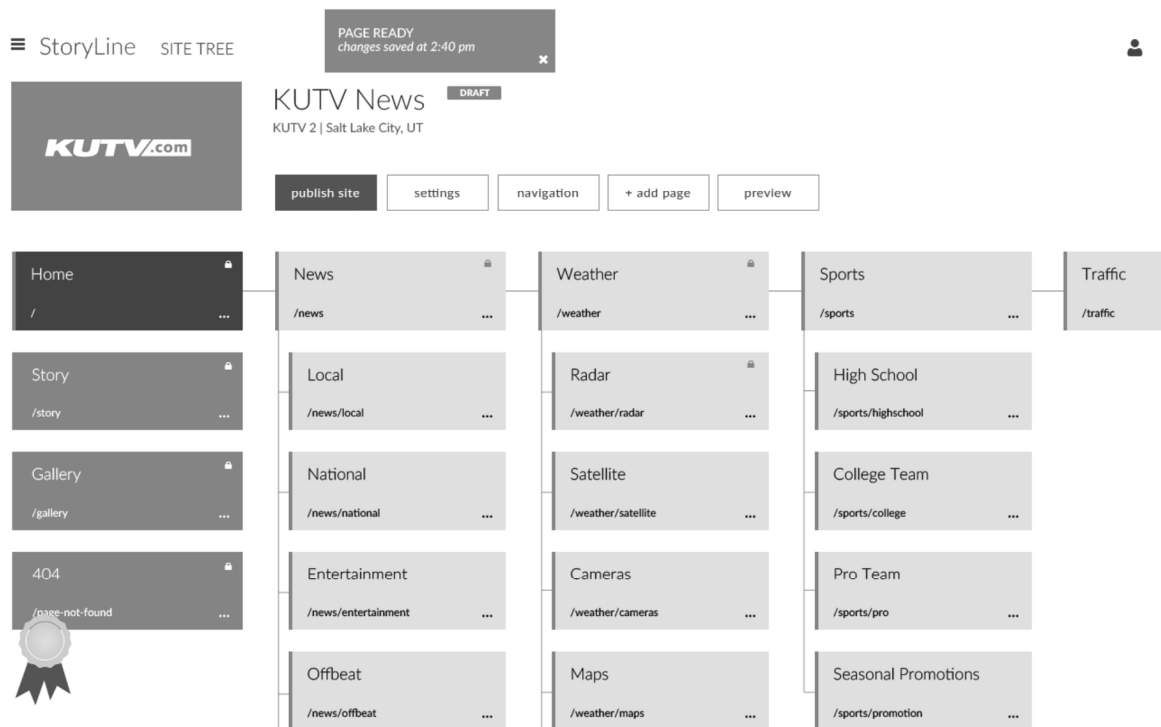 PAGE READY
changes saved at 2:40 pm
StoryLine SITE TREE
KUTV.com
KUTV News DRAFT
KUTV 2 | Salt Lake City, UT
publish site settings navigation + add page preview
Home News Weather Sports Traffic
/ ... /news ... /weather ... /sports ... /traffic
Story Local Radar High School
/story ... /news/local ... /weather/radar ... /sports/highschool ...
Gallery National Satellite College Team
/gallery ... /news/national ... /weather/satellite ... /sports/college ...
404 Entertainment Cameras Pro Team
/page-not-found ... /news/entertainment ... /weather/cameras ... /sports/pro ...
Offbeat Maps Seasonal Promotions
/news/offbeat ... /weather/maps ... /sports/promotion ...